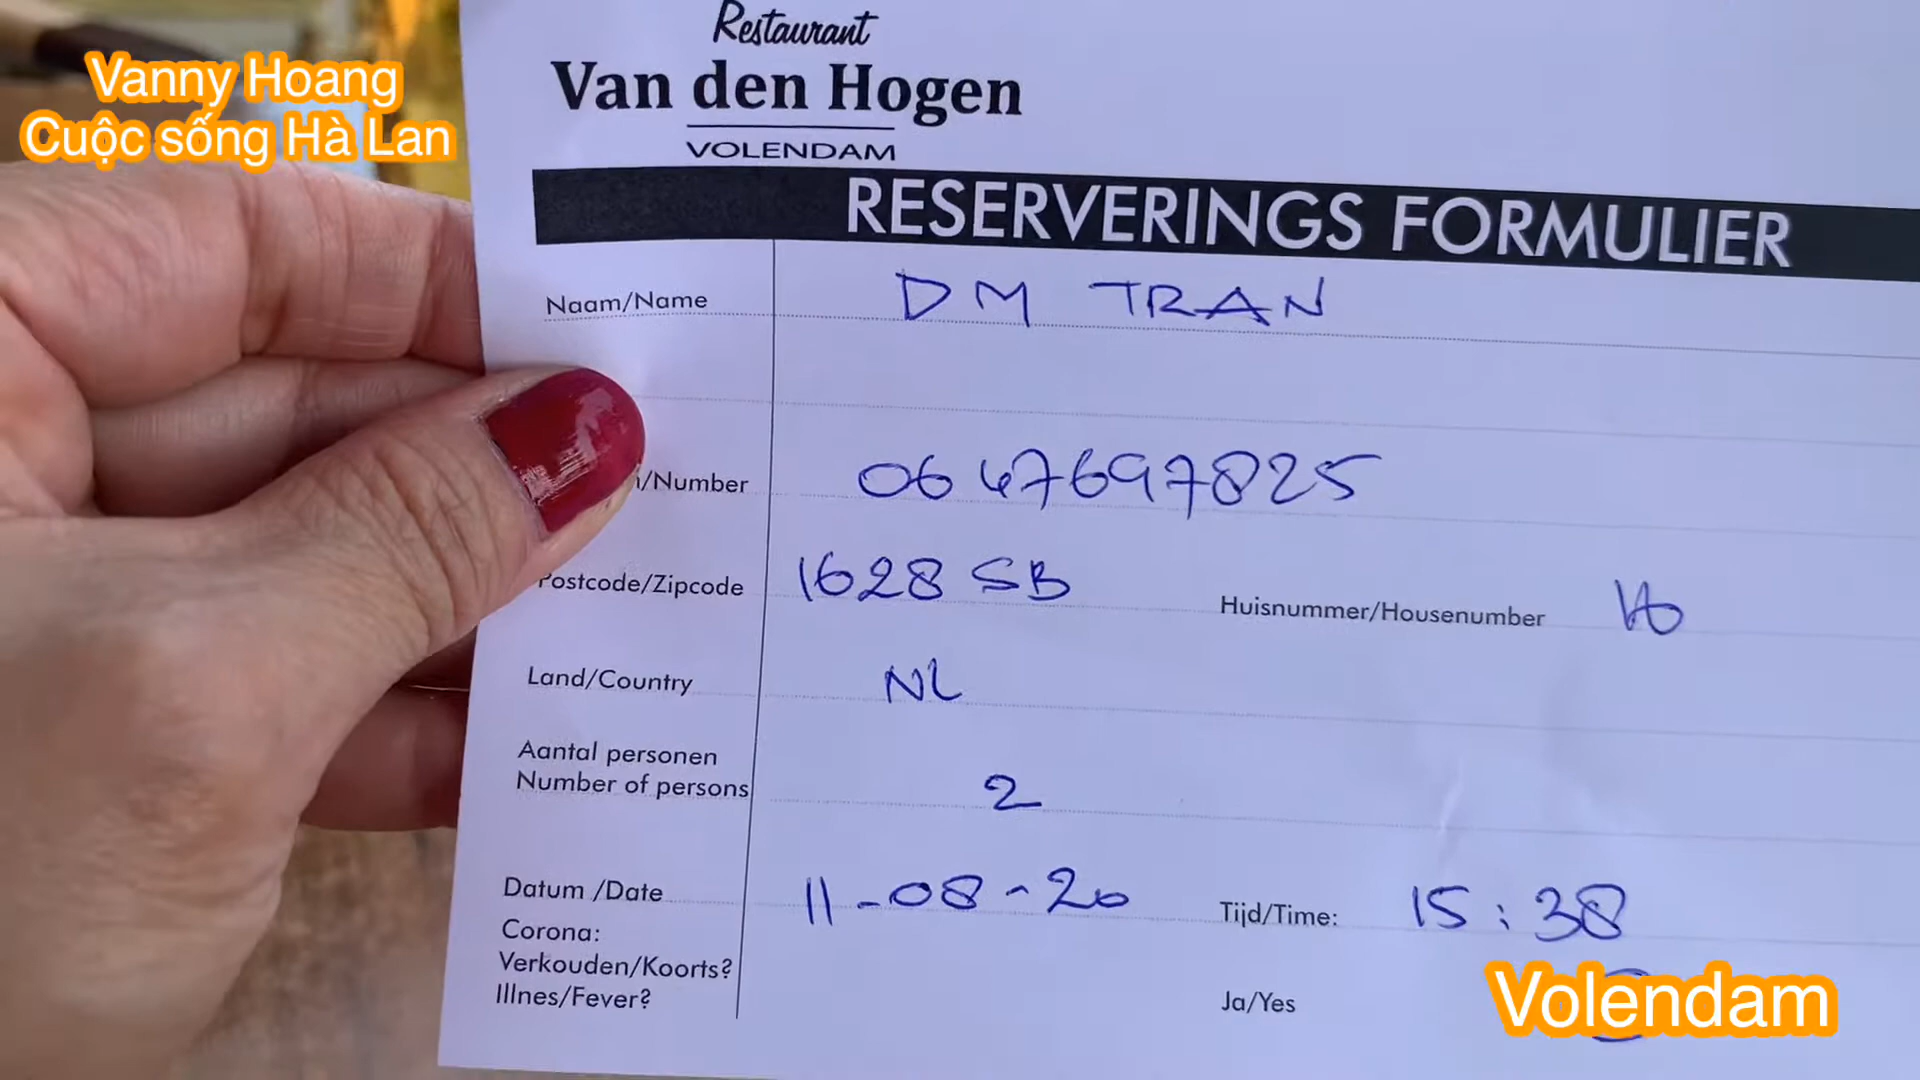 Vanny Hoang
Cuộc sống Hà Lan
Restaurant
Van den Hogen
VOLENDAM
RESERVERINGS FORMULIER
Naam/Name DM TRAN
/Number 0647697825
Postcode/Zipcode 1628 SB Huisnummer/Housenumber
Land/Country NL
Aantal personen
Number of persons 2
Datum /Date 11-08-20 Tijd/Time: 15:38
Corona:
Verkouden/Koorts?
Illnes/Fever? Ja/Yes
Volendam